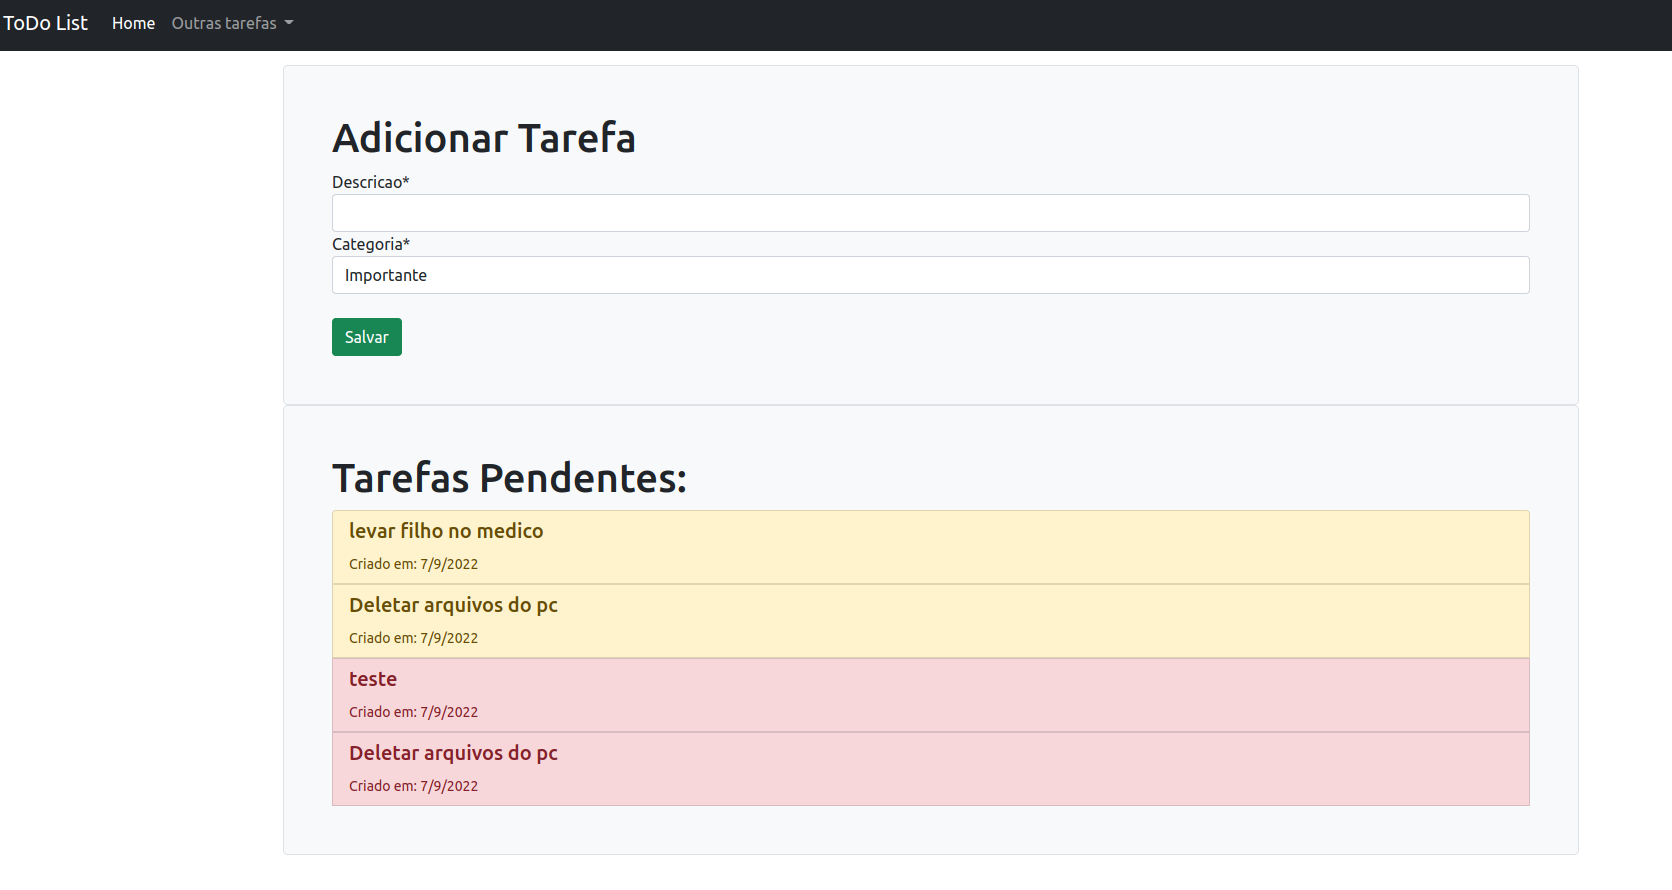 ToDo List Home Outras tarefas
Adicionar Tarefa
Descricao*
Categoria*
Importante
Salvar
Tarefas Pendentes:
levar filho no medico
Criado em: 7/9/2022
Deletar arquivos do pc
Criado em: 7/9/2022
teste
Criado em: 7/9/2022
Deletar arquivos do pc
Criado em: 7/9/2022